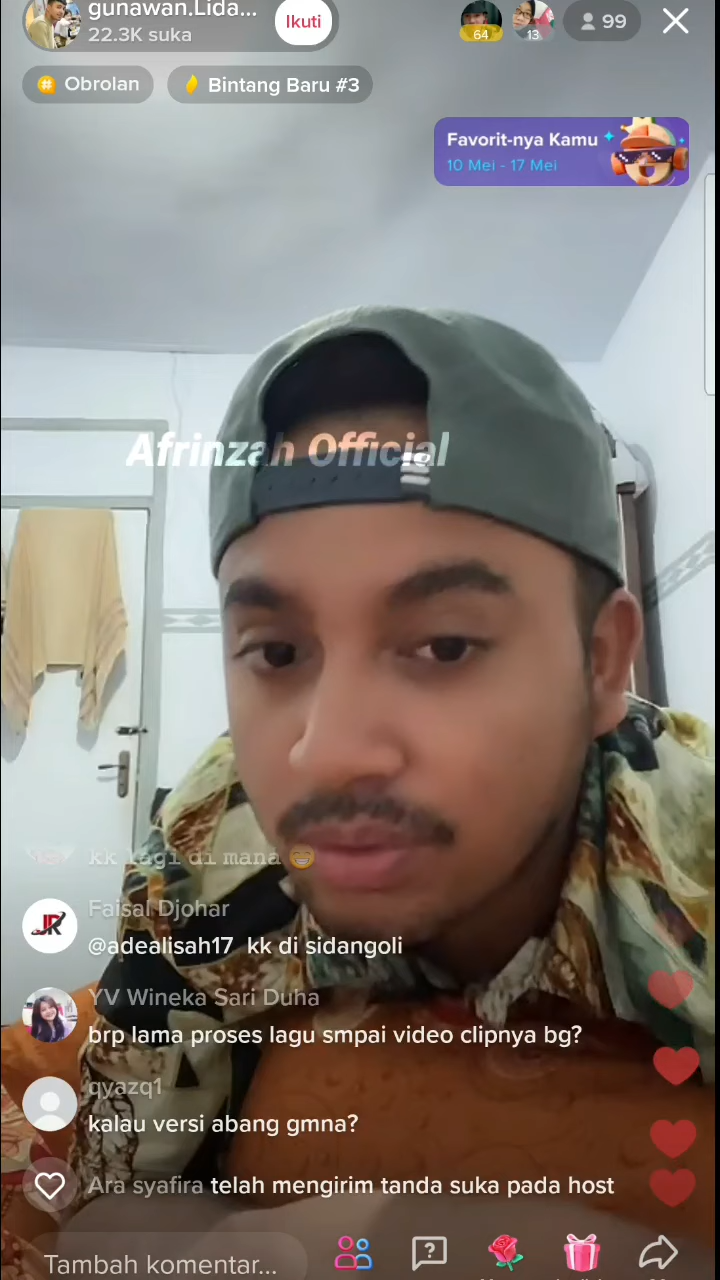 gunawan.Lida...
22.3K suka
Ikuti
64
13
99
Obrolan
Bintang Baru #3
Favorit-nya Kamu
10 Mei - 17 Mei
Afrinzah Official
kk lagi di mana😁
Faisal Djohar
@adealisah17 kk di sidangoli
YV Wineka Sari Duha
brp lama proses lagu smpai video clipnya bg?
qyazq1
kalau versi abang gmna?
Ara syafira telah mengirim tanda suka pada host
Tambah komentar...